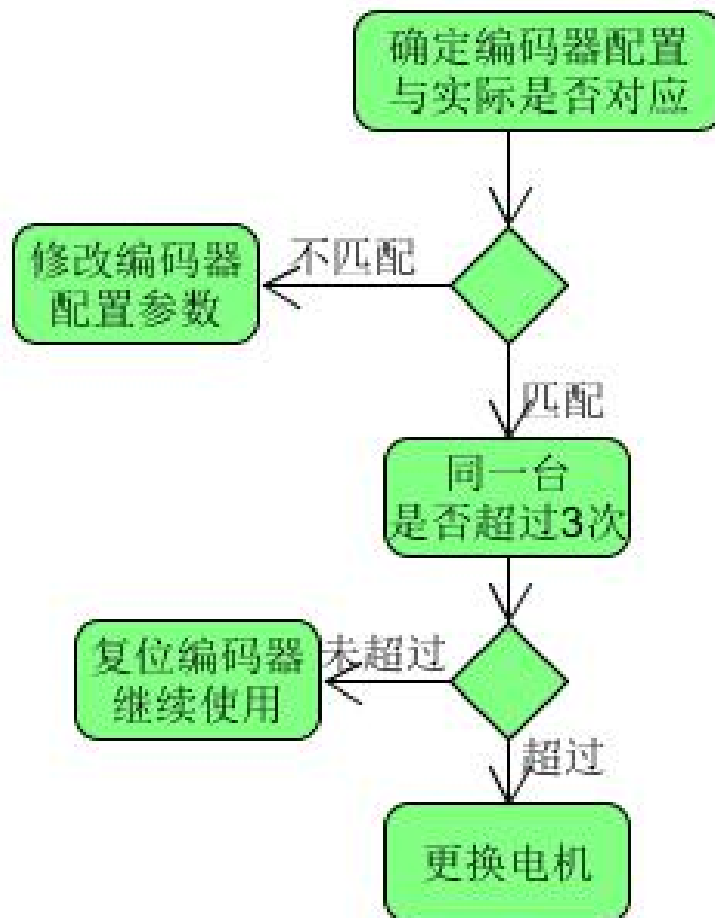 确定编码器配置
与实际是否对应
不匹配
修改编码器
配置参数
匹配
同一台
是否超过3次
未超过
复位编码器
继续使用
超过
更换电机